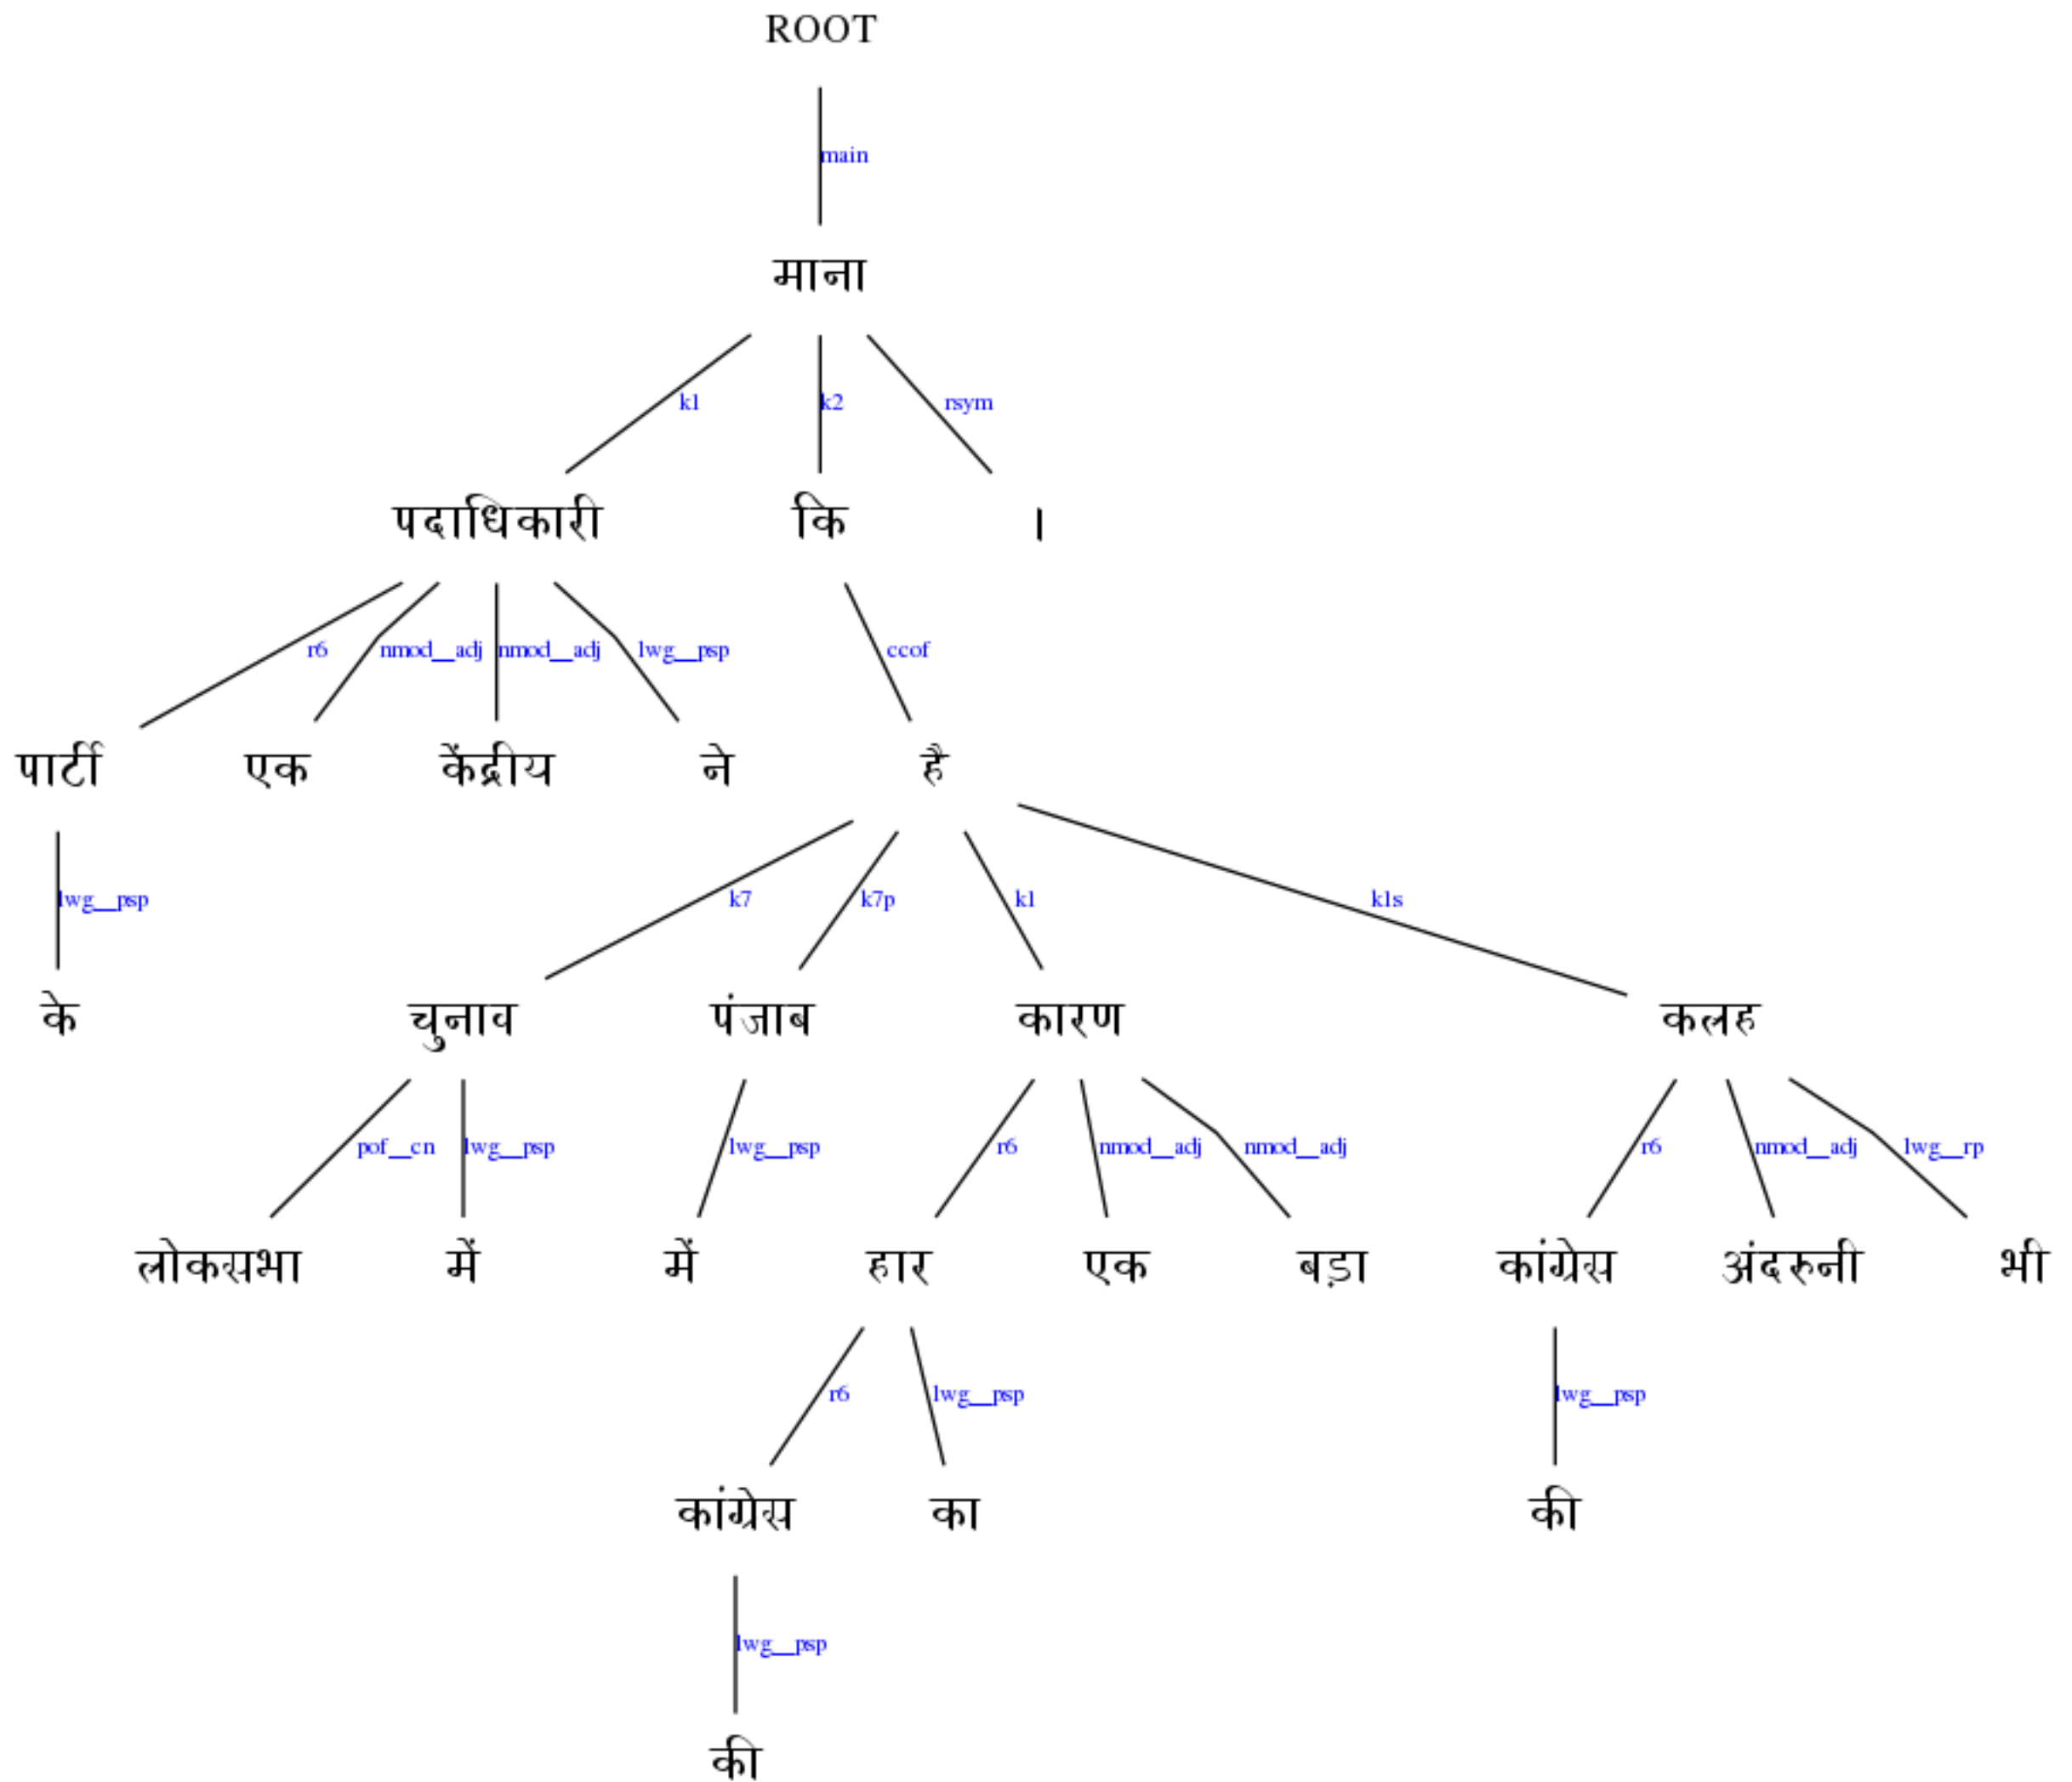 ROOT
main
माना
k1 k2 rsym
पदाधिकारी कि ।
r6 nmod__adj nmod__adj lwg__psp ccof
पार्टी एक केंद्रीय ने है
lwg__psp k7 k7p k1 k1s
के चुनाव पंजाब कारण कलह
pof__cn lwg__psp lwg__psp r6 nmod__adj nmod__adj r6 nmod__adj lwg__rp
लोकसभा में में हार एक बड़ा कांग्रेस अंदरुनी भी
r6 lwg__psp lwg__psp
कांग्रेस का की
lwg__psp
की